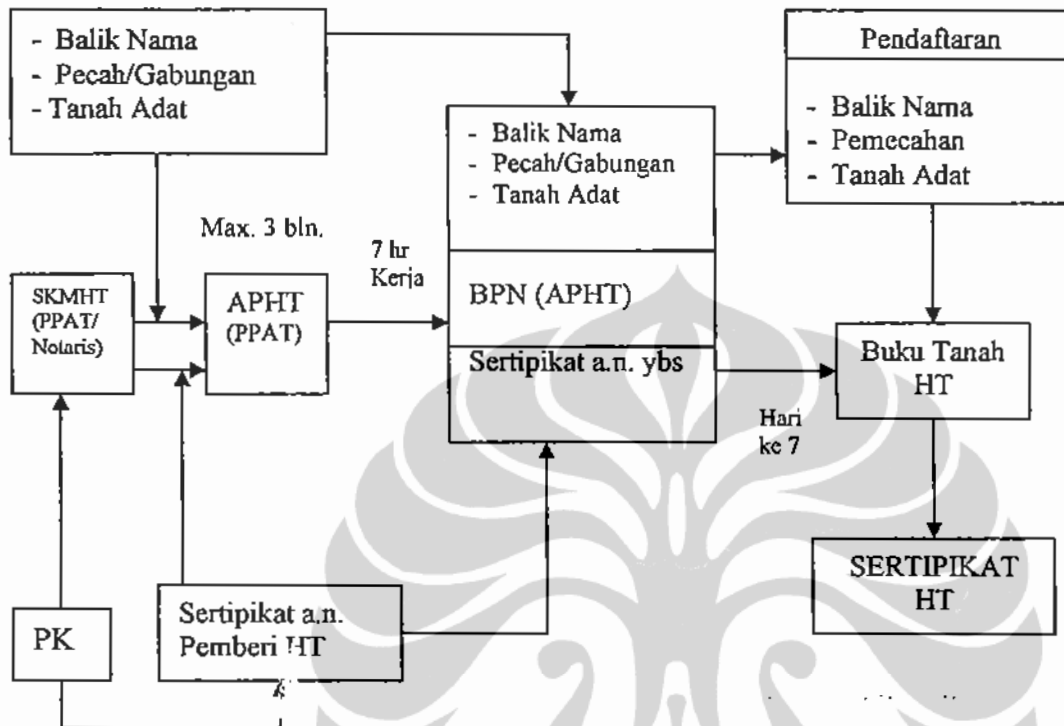 - Balik Nama
- Pecah/Gabungan
- Tanah Adat
Pendaftaran
- Balik Nama
- Pemecahan
- Tanah Adat
- Balik Nama
- Pecah/Gabungan
- Tanah Adat
Max. 3 bln.
7 hr
Kerja
SKMHT
(PPAT/
Notaris)
APHT
(PPAT)
BPN (APHT)
Sertipikat a.n. ybs
Buku Tanah
HT
Hari
ke 7
SERTIPIKAT
HT
PK
Sertipikat a.n.
Pemberi HT